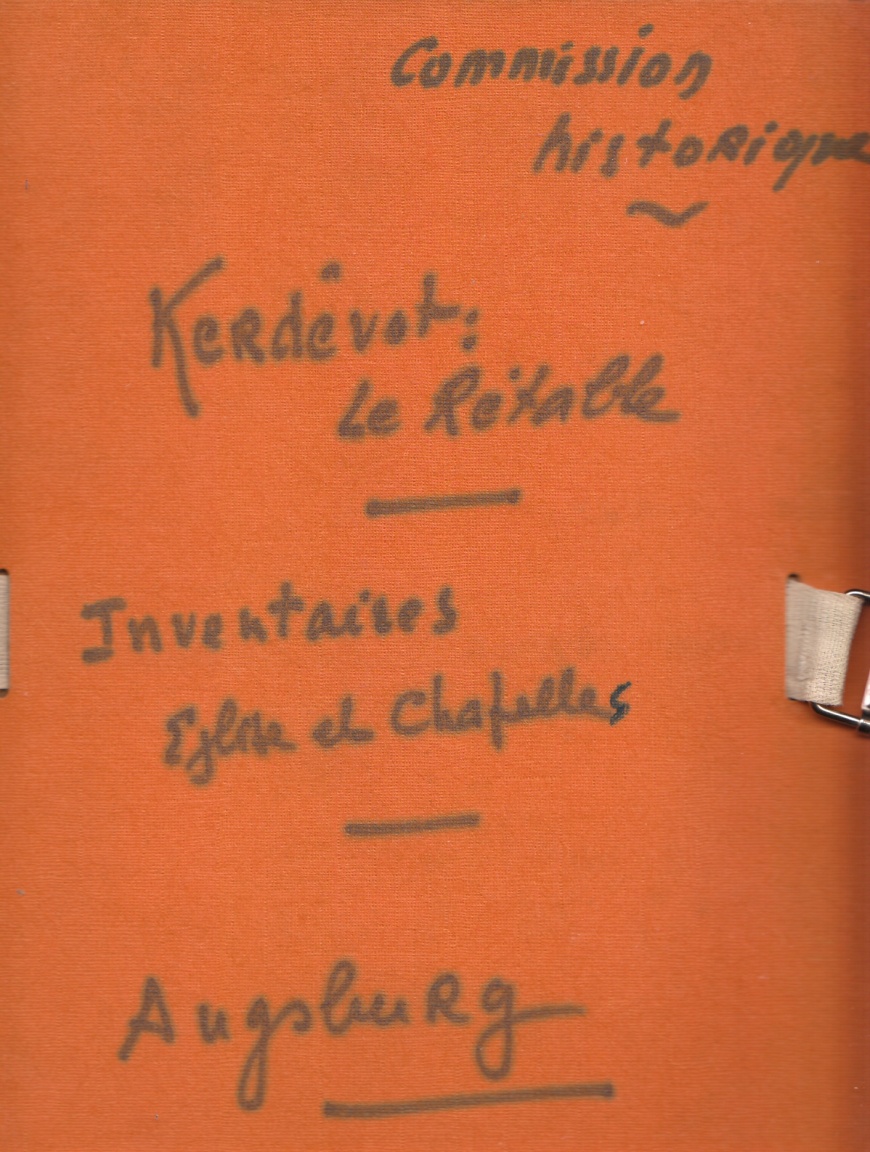 Commission
historique
Kerdévot :
Le Rétable
Inventaires
Eglise et Chapelles
Augsburg